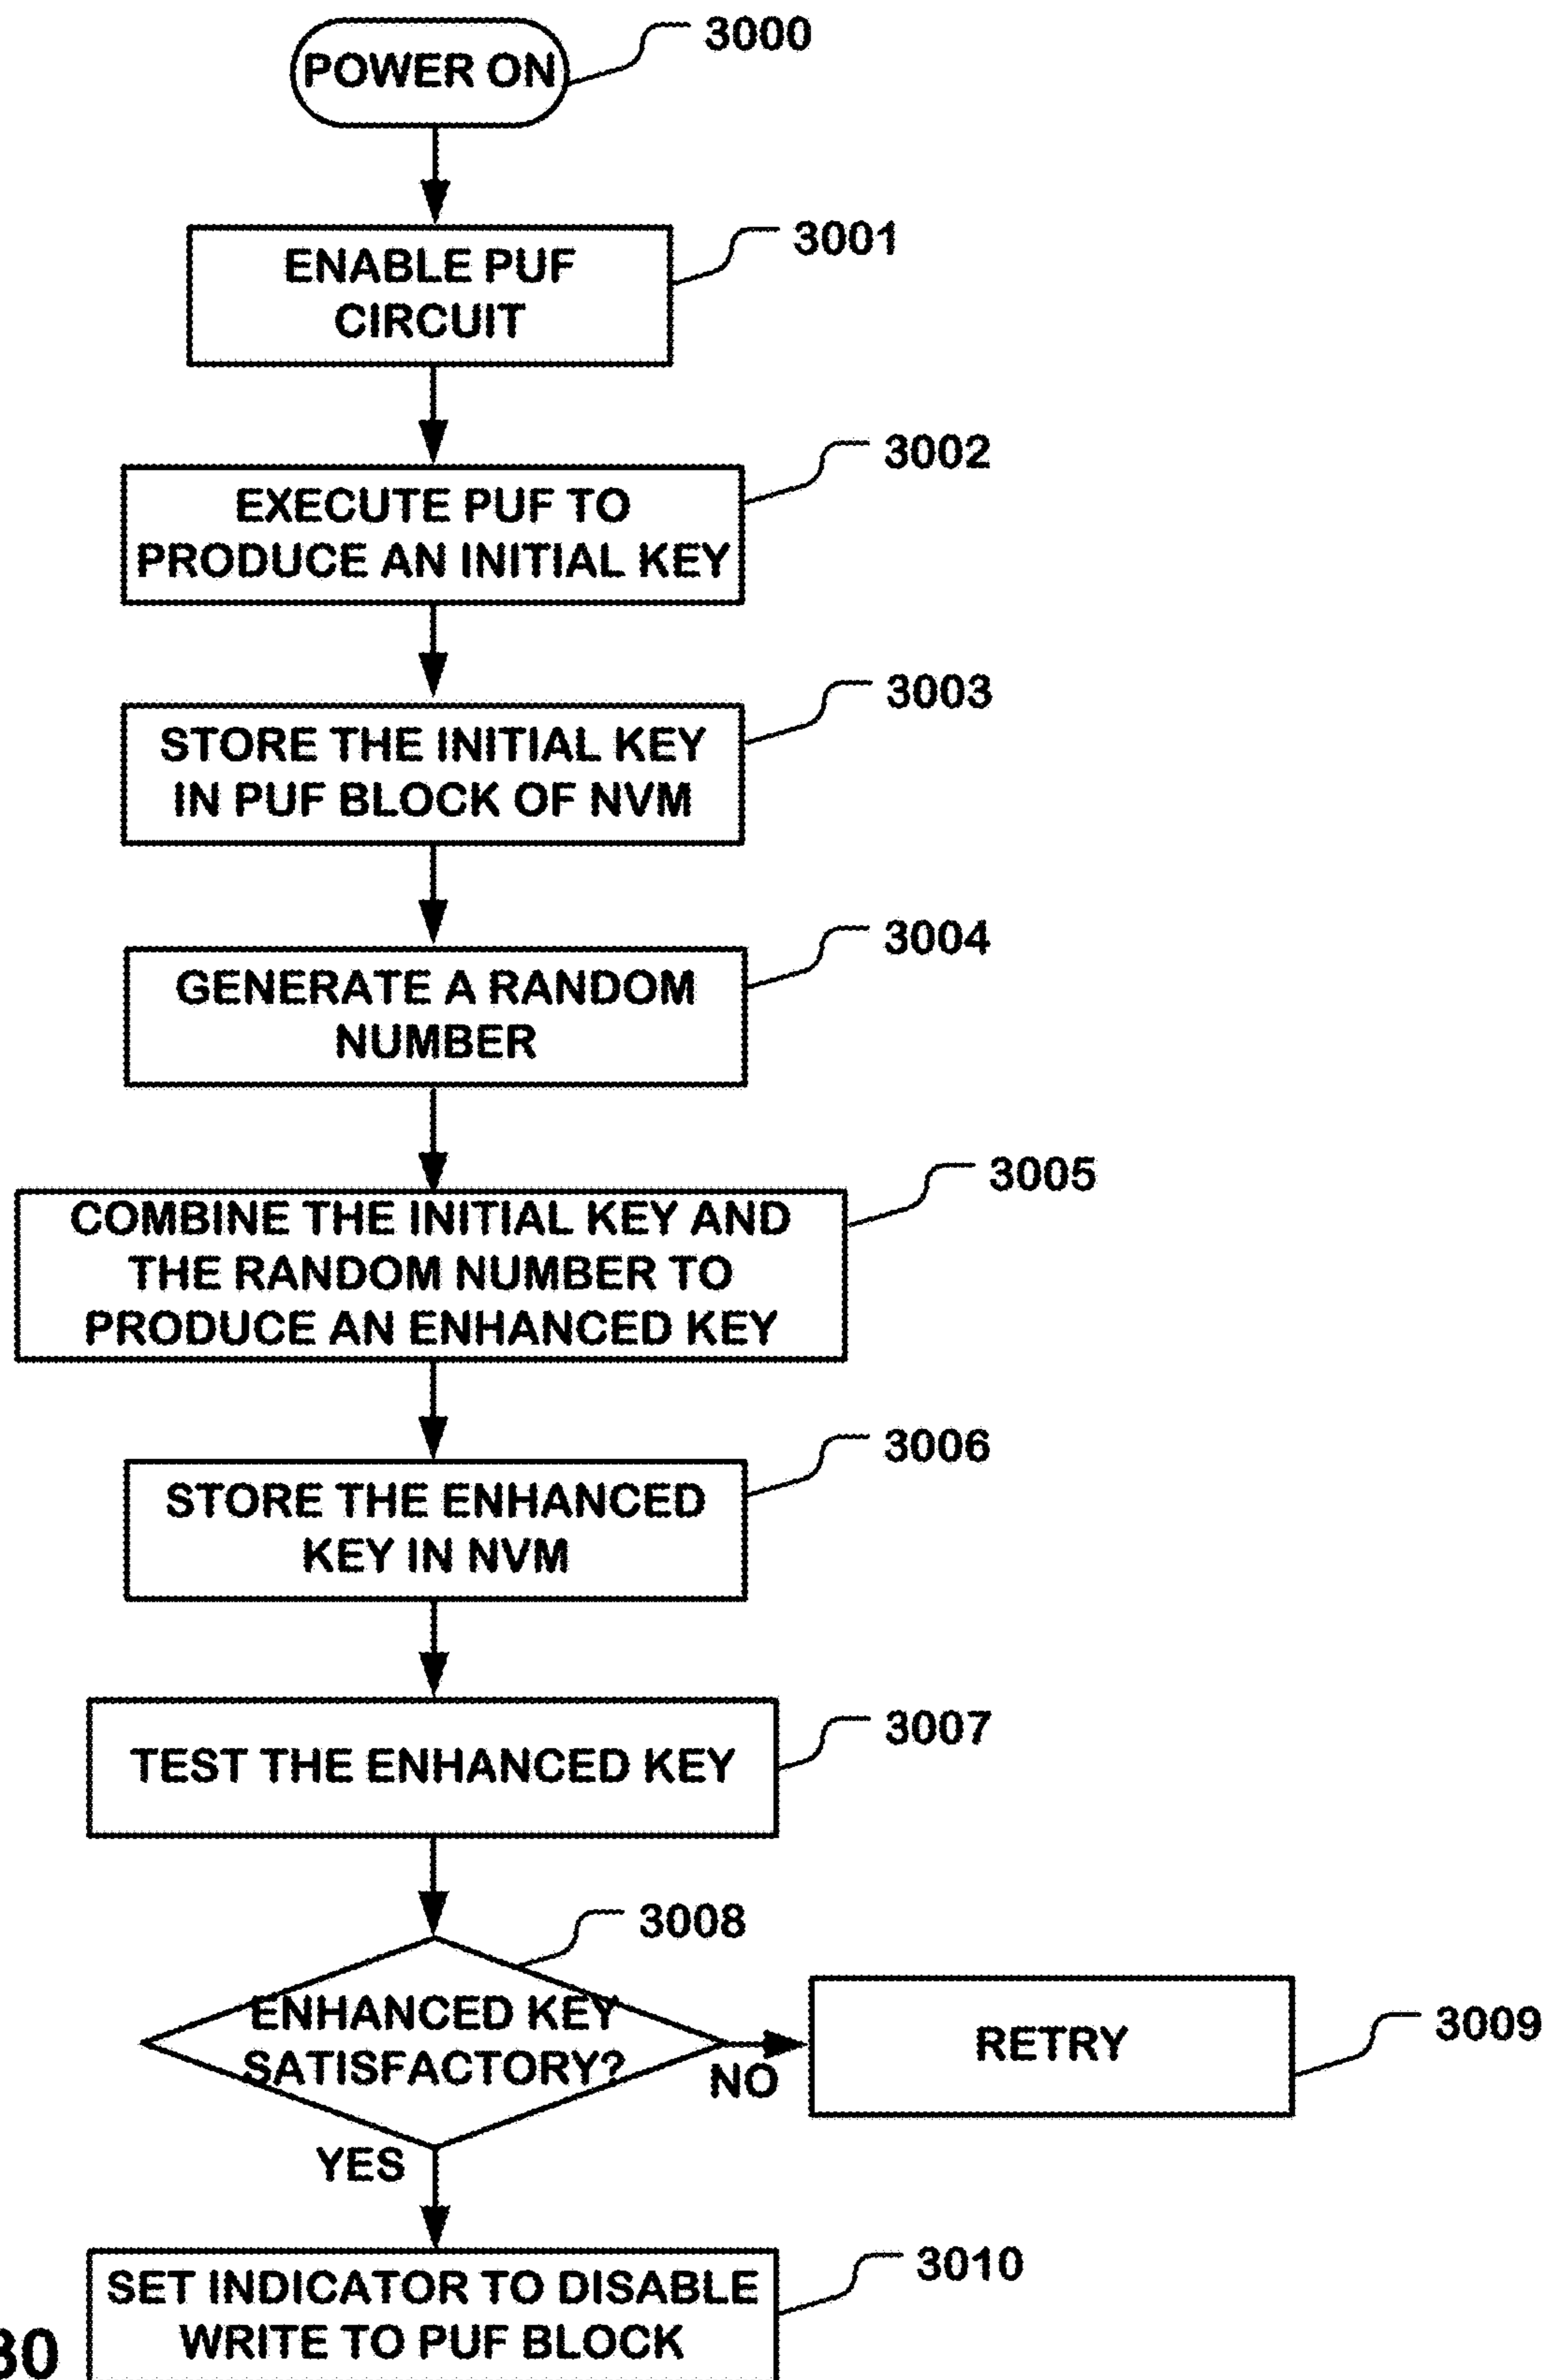 POWER ON
3000
ENABLE PUF
CIRCUIT
3001
EXECUTE PUF TO
PRODUCE AN INITIAL KEY
3002
STORE THE INITIAL KEY
IN PUF BLOCK OF NVM
3003
GENERATE A RANDOM
NUMBER
3004
COMBINE THE INITIAL KEY AND
THE RANDOM NUMBER TO
PRODUCE AN ENHANCED KEY
3005
STORE THE ENHANCED
KEY IN NVM
3006
TEST THE ENHANCED KEY
3007
ENHANCED KEY
SATISFACTORY?
3008
NO
RETRY
3009
YES
SET INDICATOR TO DISABLE
WRITE TO PUF BLOCK
3010